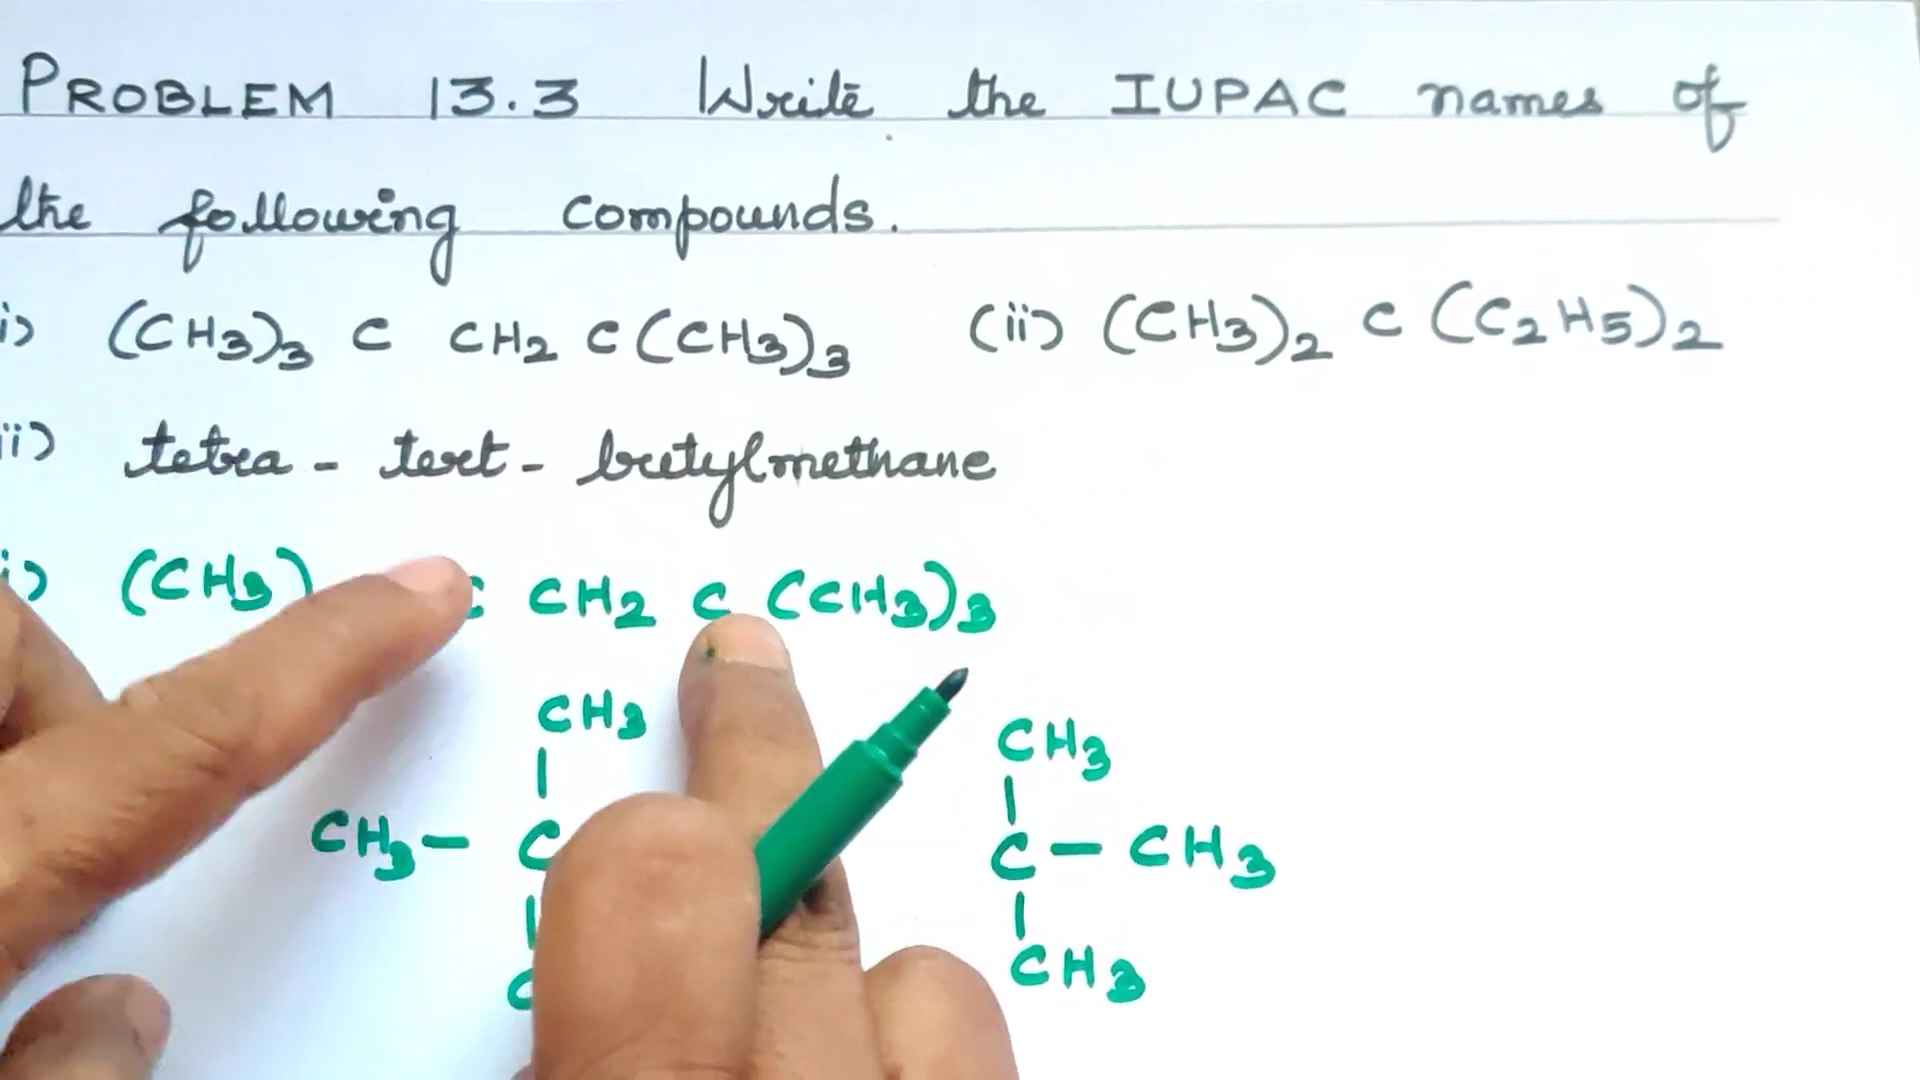 PROBLEM 13.3 Write the IUPAC names of
the following compounds.
i) (CH3)3 C CH2 C(CH3)3 (ii) (CH3)2 C (C2H5)2
ii) tetra - tert - butylmethane
i) (CH3) C CH2 C (CH3)3
CH3 CH3
CH3 - C C - CH3
C CH3